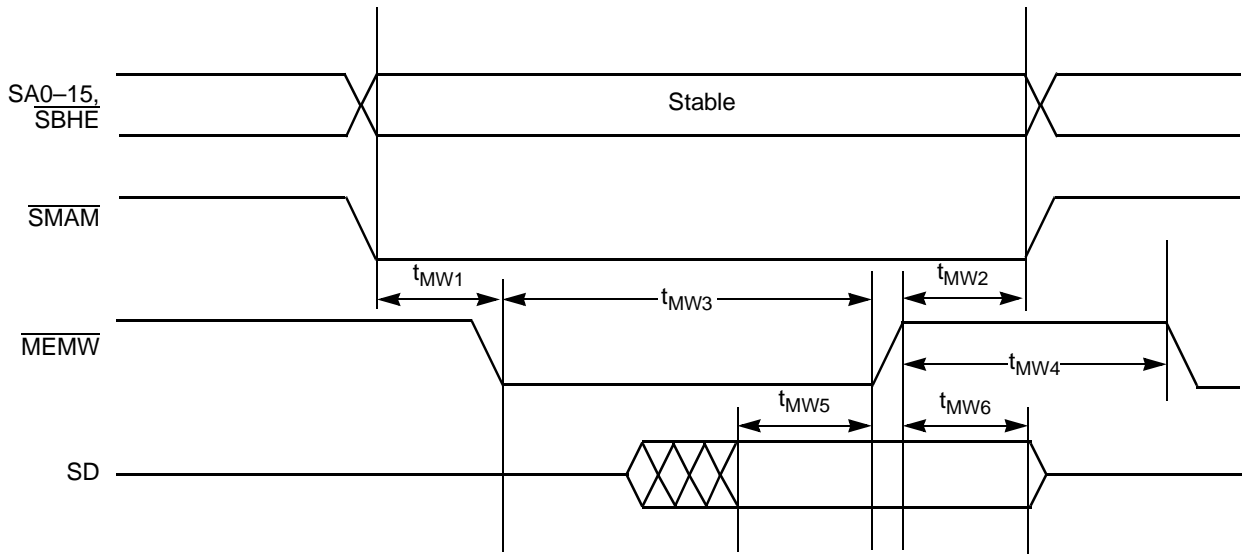 SA0–15,
SBHE
Stable
SMAM
tMW1
tMW2
tMW3
MEMW
tMW4
tMW5
tMW6
SD